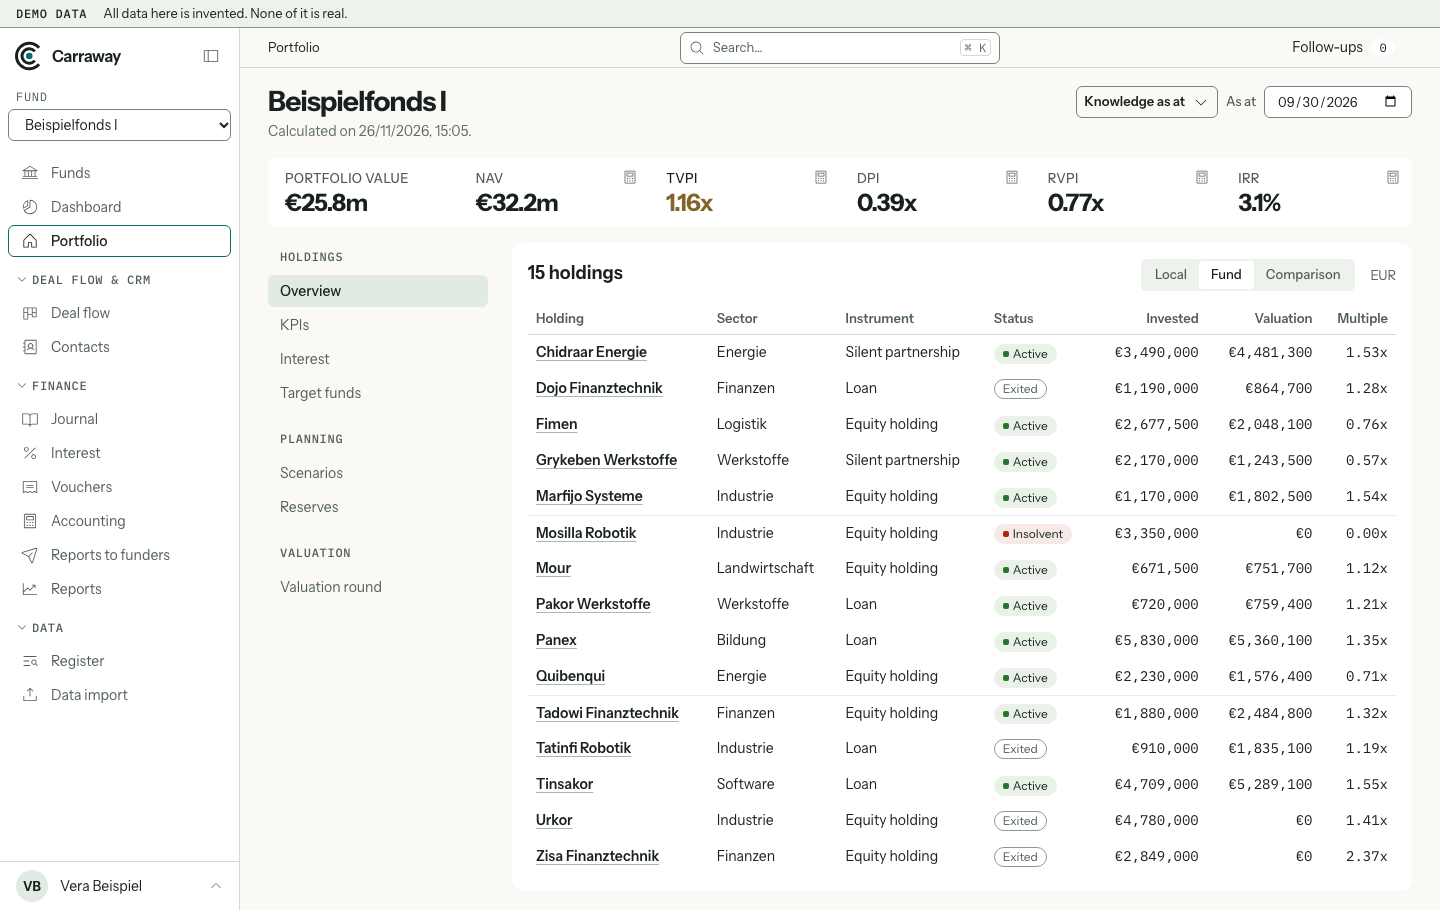 DEMO DATA All data here is invented. None of it is real.
Carraway
Portfolio
Search...
⌘ K
Follow-ups 0
FUND
Beispielfonds I
Funds
Dashboard
Portfolio
DEAL FLOW & CRM
Deal flow
Contacts
FINANCE
Journal
Interest
Vouchers
Accounting
Reports to funders
Reports
DATA
Register
Data import
VB Vera Beispiel
Beispielfonds I
Calculated on 26/11/2026, 15:05.
Knowledge as at
As at 09/30/2026
PORTFOLIO VALUE
€25.8m
NAV
€32.2m
TVPI
1.16x
DPI
0.39x
RVPI
0.77x
IRR
3.1%
HOLDINGS
Overview
KPIs
Interest
Target funds
PLANNING
Scenarios
Reserves
VALUATION
Valuation round
15 holdings
Local Fund Comparison EUR
Holding Sector Instrument Status Invested Valuation Multiple
Chidraar Energie Energie Silent partnership Active €3,490,000 €4,481,300 1.53x
Dojo Finanztechnik Finanzen Loan Exited €1,190,000 €864,700 1.28x
Fimen Logistik Equity holding Active €2,677,500 €2,048,100 0.76x
Grykeben Werkstoffe Werkstoffe Silent partnership Active €2,170,000 €1,243,500 0.57x
Marfijo Systeme Industrie Equity holding Active €1,170,000 €1,802,500 1.54x
Mosilla Robotik Industrie Equity holding Insolvent €3,350,000 €0 0.00x
Mour Landwirtschaft Equity holding Active €671,500 €751,700 1.12x
Pakor Werkstoffe Werkstoffe Loan Active €720,000 €759,400 1.21x
Panex Bildung Loan Active €5,830,000 €5,360,100 1.35x
Quibenqui Energie Equity holding Active €2,230,000 €1,576,400 0.71x
Tadowi Finanztechnik Finanzen Equity holding Active €1,880,000 €2,484,800 1.32x
Tatinfi Robotik Industrie Loan Exited €910,000 €1,835,100 1.19x
Tinsakor Software Loan Active €4,709,000 €5,289,100 1.55x
Urkor Industrie Equity holding Exited €4,780,000 €0 1.41x
Zisa Finanztechnik Finanzen Equity holding Exited €2,849,000 €0 2.37x